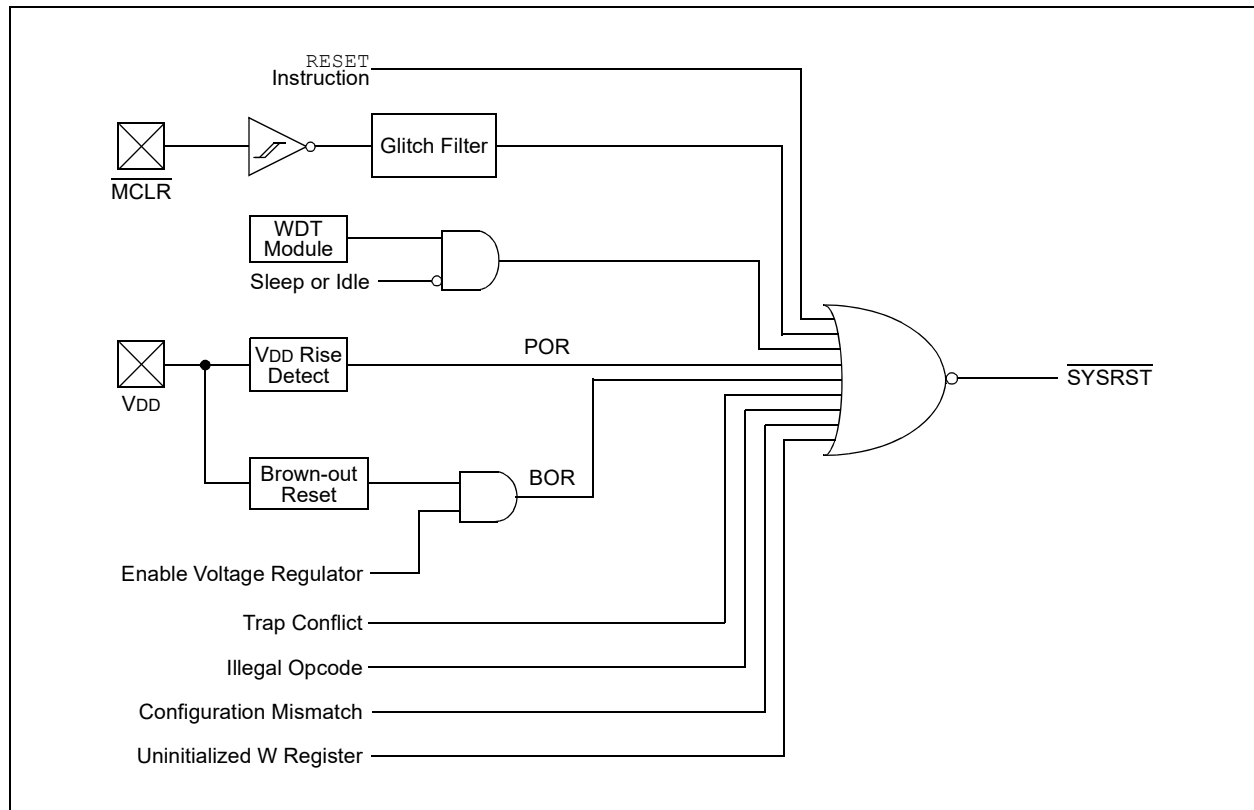 RESET
Instruction
Glitch Filter
MCLR
WDT
Module
Sleep or Idle
VDD Rise
Detect
POR
VDD
SYSRST
Brown-out
Reset
BOR
Enable Voltage Regulator
Trap Conflict
Illegal Opcode
Configuration Mismatch
Uninitialized W Register